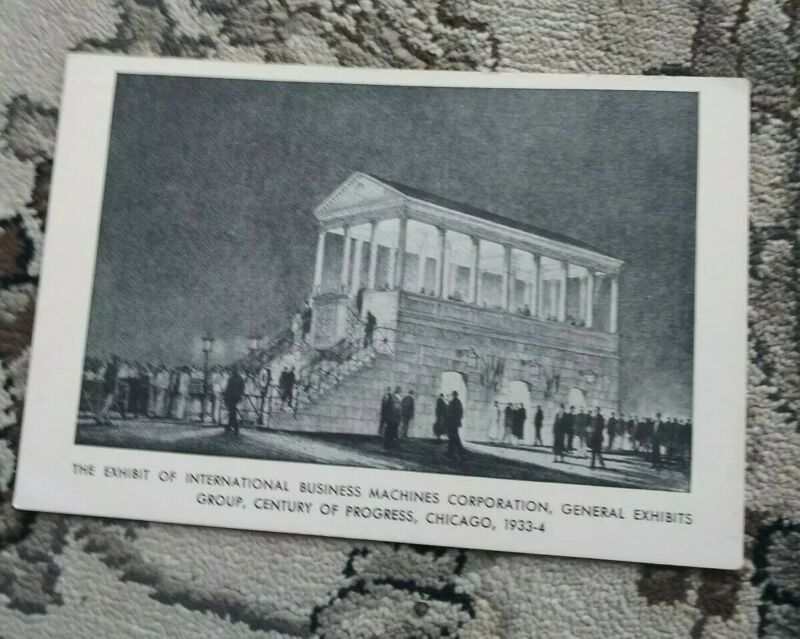 THE EXHIBIT OF INTERNATIONAL BUSINESS MACHINES CORPORATION, GENERAL EXHIBITS
GROUP, CENTURY OF PROGRESS, CHICAGO, 1933-4